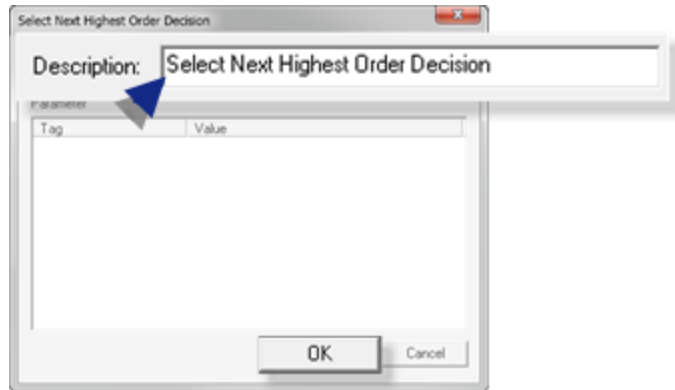 Select Next Highest Order Decision
Description: Select Next Highest Order Decision
Parameter
Tag Value
OK Cancel